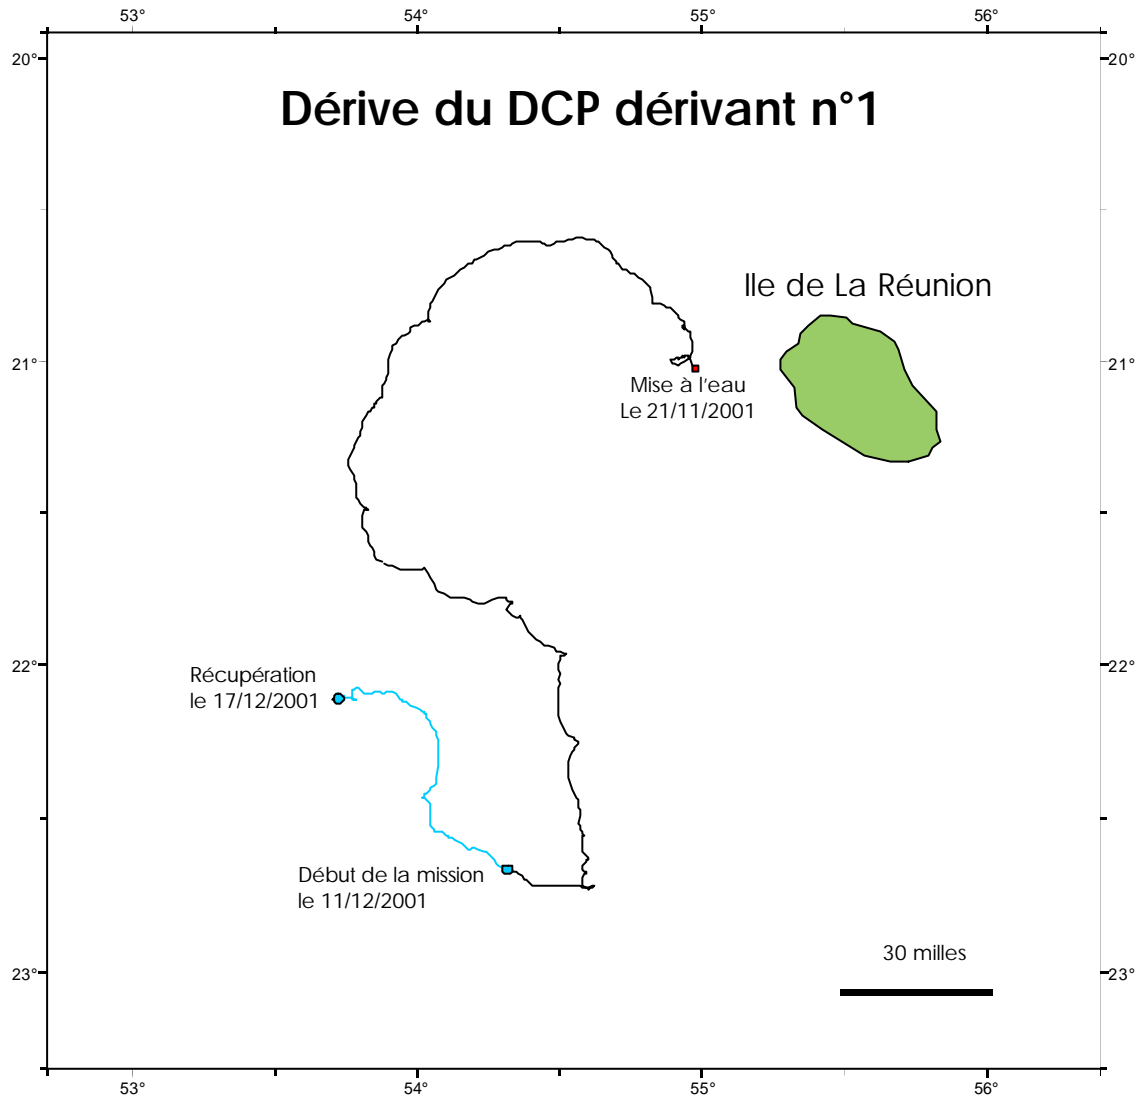 53°
54°
55°
56°
20°
20°
Dérive du DCP dérivant n°1
Ile de La Réunion
21°
21°
Mise à l'eau
Le 21/11/2001
22°
22°
Récupération
le 17/12/2001
Début de la mission
le 11/12/2001
30 milles
23°
23°
53°
54°
55°
56°